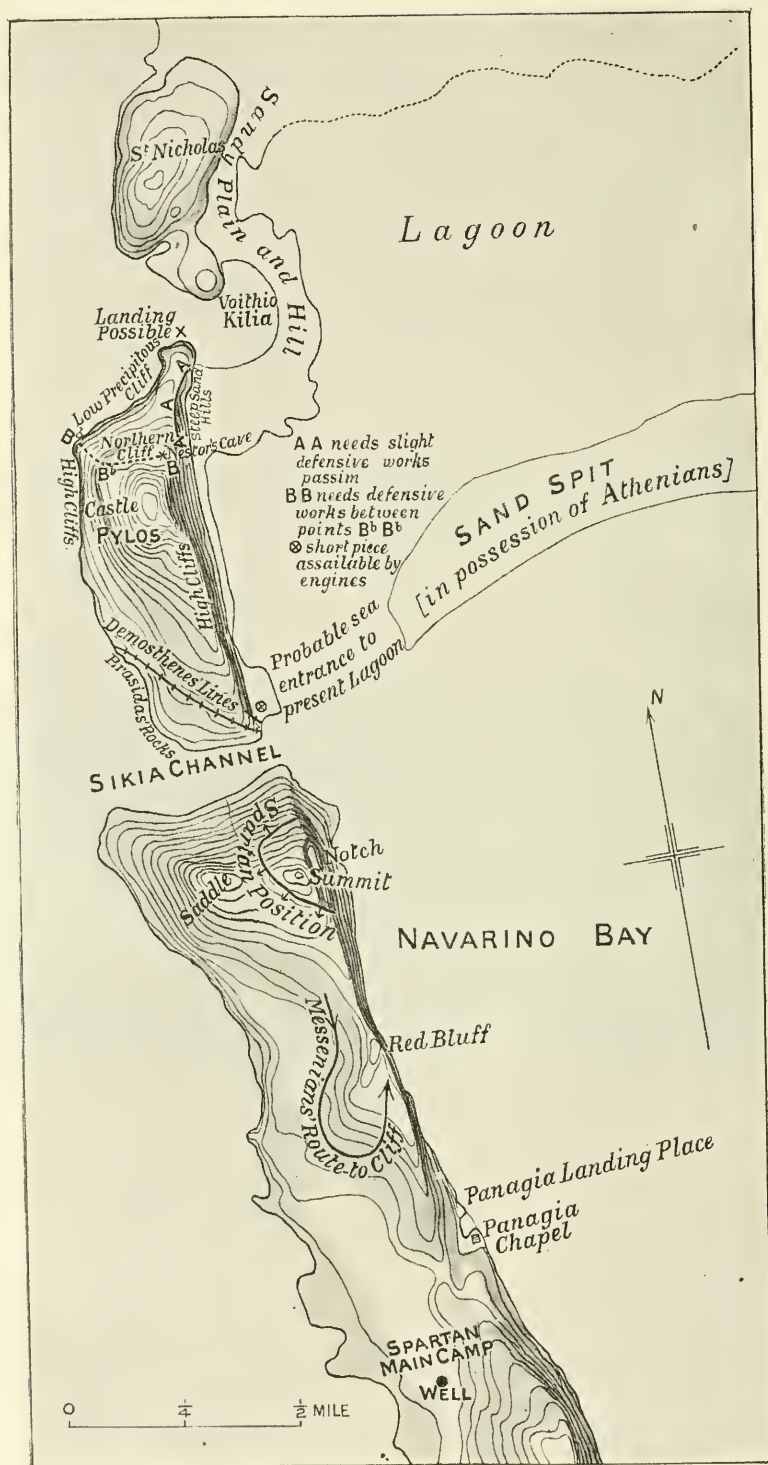 St Nicholas
Sandy Plain and Hill
Lagoon
Voithio
Kilia
Landing
Possible x
Low Precipitous
Cliff
A
A
A
Steep Sand
Hills
B
Northern
Cliff
Nestor's Cave
Bb
B
High Cliffs.
Castle
PYLOS
High Cliffs
A A needs slight
defensive works
passim
B B needs defensive
works between
points Bb Bb
⊗ short piece
assailable by
engines
SAND SPIT
[in possession of Athenians]
Probable sea
entrance to
present Lagoon
Demosthenes' Lines
Brasidas' Rocks
⊗
SIKIA CHANNEL
N
Spartan Position
Notch
Summit
Saddle
NAVARINO BAY
Messenians' Route to Cliff
Red Bluff
Panagia Landing Place
Panagia
Chapel
SPARTAN
MAIN CAMP
WELL
0 1/4 1/2 MILE